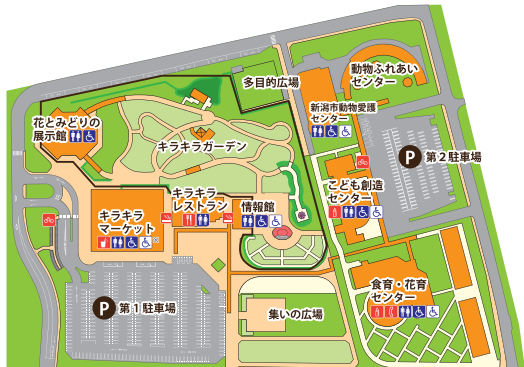 多目的広場
動物ふれあい
センター
新潟市動物愛護
センター
花とみどりの
展示館
キラキラガーデン
P 第2駐車場
こども創造
センター
キラキラ
レストラン
情報館
キラキラ
マーケット
食育・花育
センター
P 第1駐車場
集いの広場